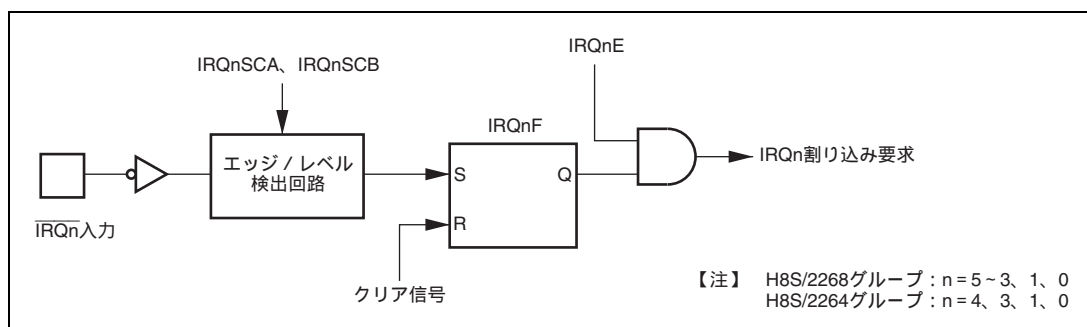 IRQnE
IRQnSCA、IRQnSCB
IRQnF
エッジ / レベル
検出回路
S
Q
R
IRQn割り込み要求
IRQn入力
クリア信号
【注】 H8S/2268グループ : n = 5 ~ 3、1、0
H8S/2264グループ : n = 4、3、1、0